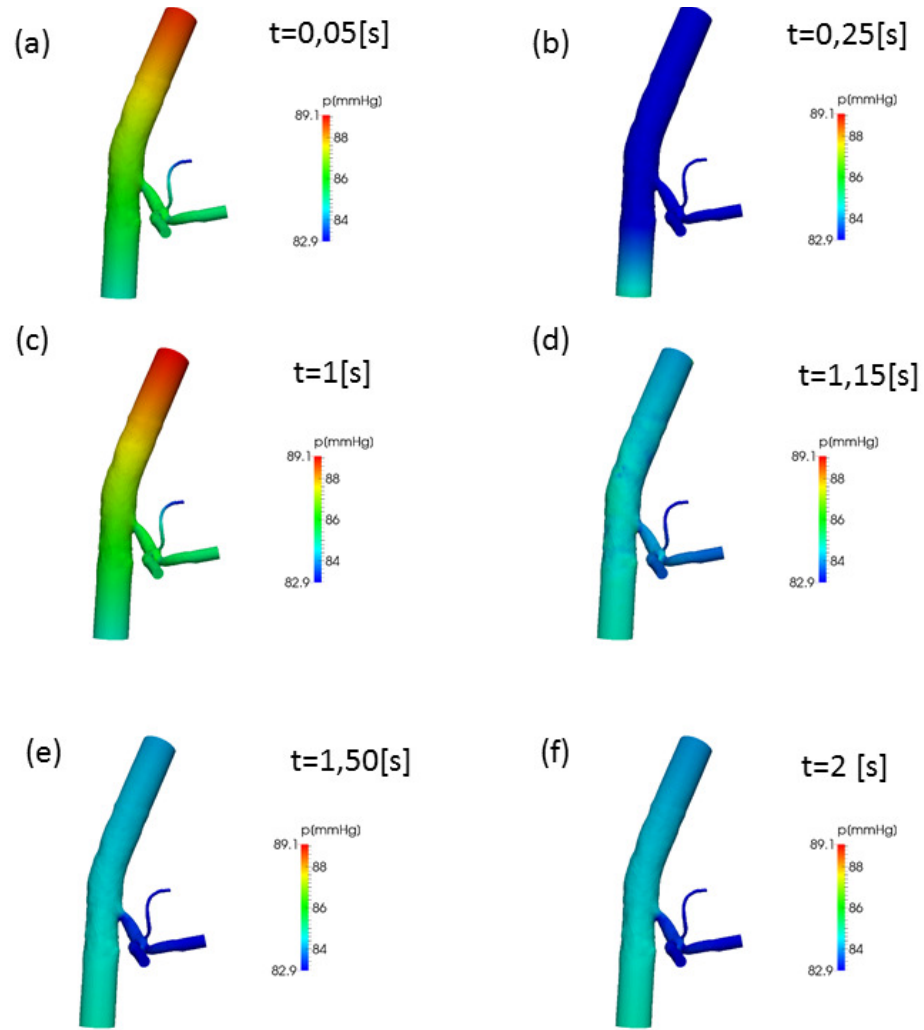 (a)
t=0,05[s]
p[mmHg]
89.1
88
86
84
82.9
(b)
t=0,25[s]
p[mmHg]
89.1
88
86
84
82.9
(c)
t=1[s]
p[mmHg]
89.1
88
86
84
82.9
(d)
t=1,15[s]
p[mmHg]
89.1
88
86
84
82.9
(e)
t=1,50[s]
p[mmHg]
89.1
88
86
84
82.9
(f)
t=2 [s]
p[mmHg]
89.1
88
86
84
82.9